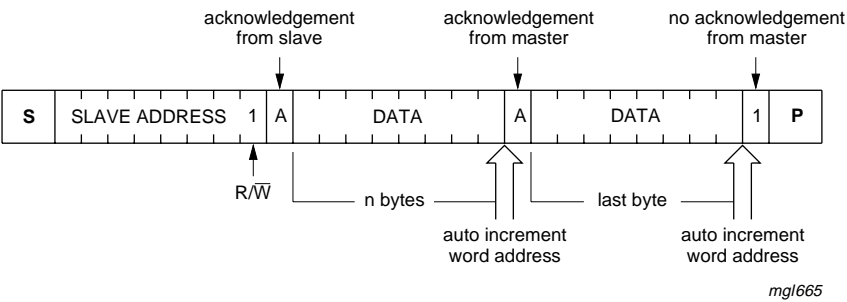 acknowledgement acknowledgement no acknowledgement
from slave from master from master
S SLAVE ADDRESS 1 A DATA A DATA 1 P
R/W̅
n bytes last byte
auto increment auto increment
word address word address
mgl665